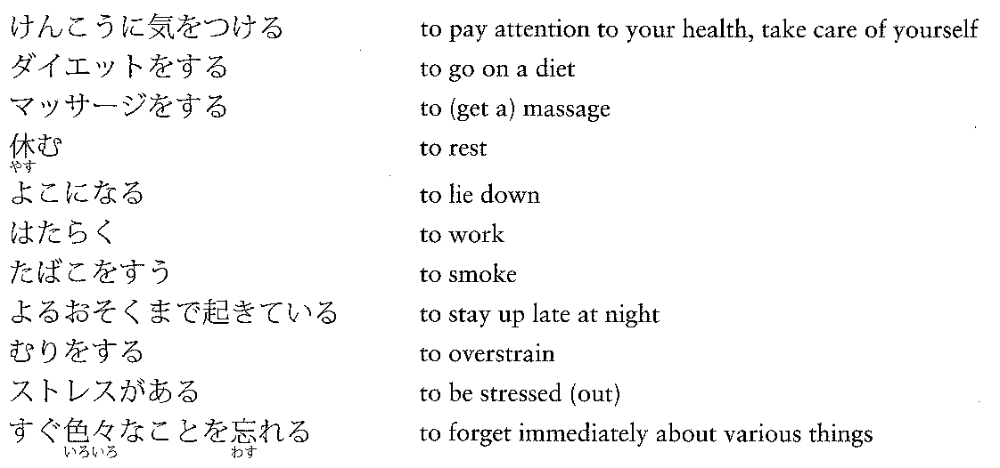 けんこうに気をつける to pay attention to your health, take care of yourself
ダイエットをする to go on a diet
マッサージをする to (get a) massage
休む to rest
やす
よこになる to lie down
はたらく to work
たばこをすう to smoke
よるおそくまで起きている to stay up late at night
むりをする to overstrain
ストレスがある to be stressed (out)
すぐ色々なことを忘れる to forget immediately about various things
いろいろ わす